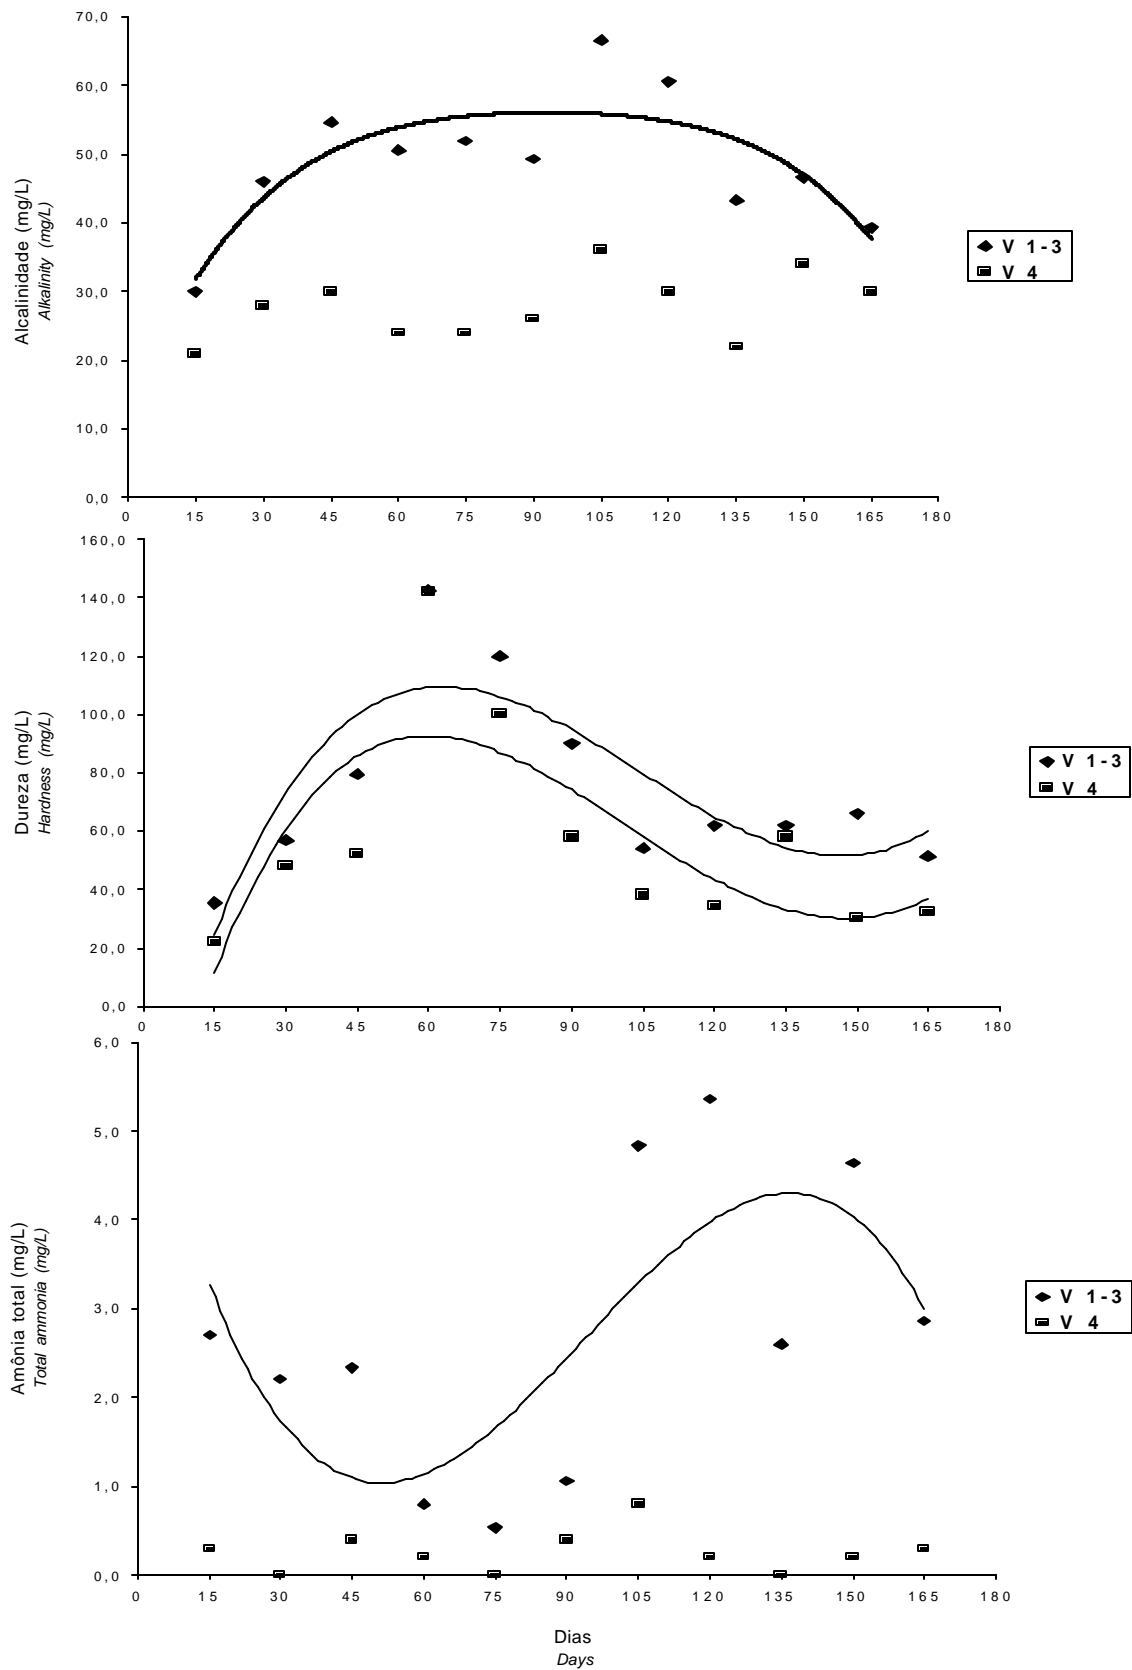 70,0
60,0
50,0
40,0
30,0
20,0
10,0
0,0
Alcalinidade (mg/L)
Alkalinity (mg/L)
0 15 30 45 60 75 90 105 120 135 150 165 180
V 1-3
V 4
160,0
140,0
120,0
100,0
80,0
60,0
40,0
20,0
0,0
Dureza (mg/L)
Hardness (mg/L)
0 15 30 45 60 75 90 105 120 135 150 165 180
V 1-3
V 4
6,0
5,0
4,0
3,0
2,0
1,0
0,0
Amônia total (mg/L)
Total ammonia (mg/L)
0 15 30 45 60 75 90 105 120 135 150 165 180
V 1-3
V 4
Dias
Days